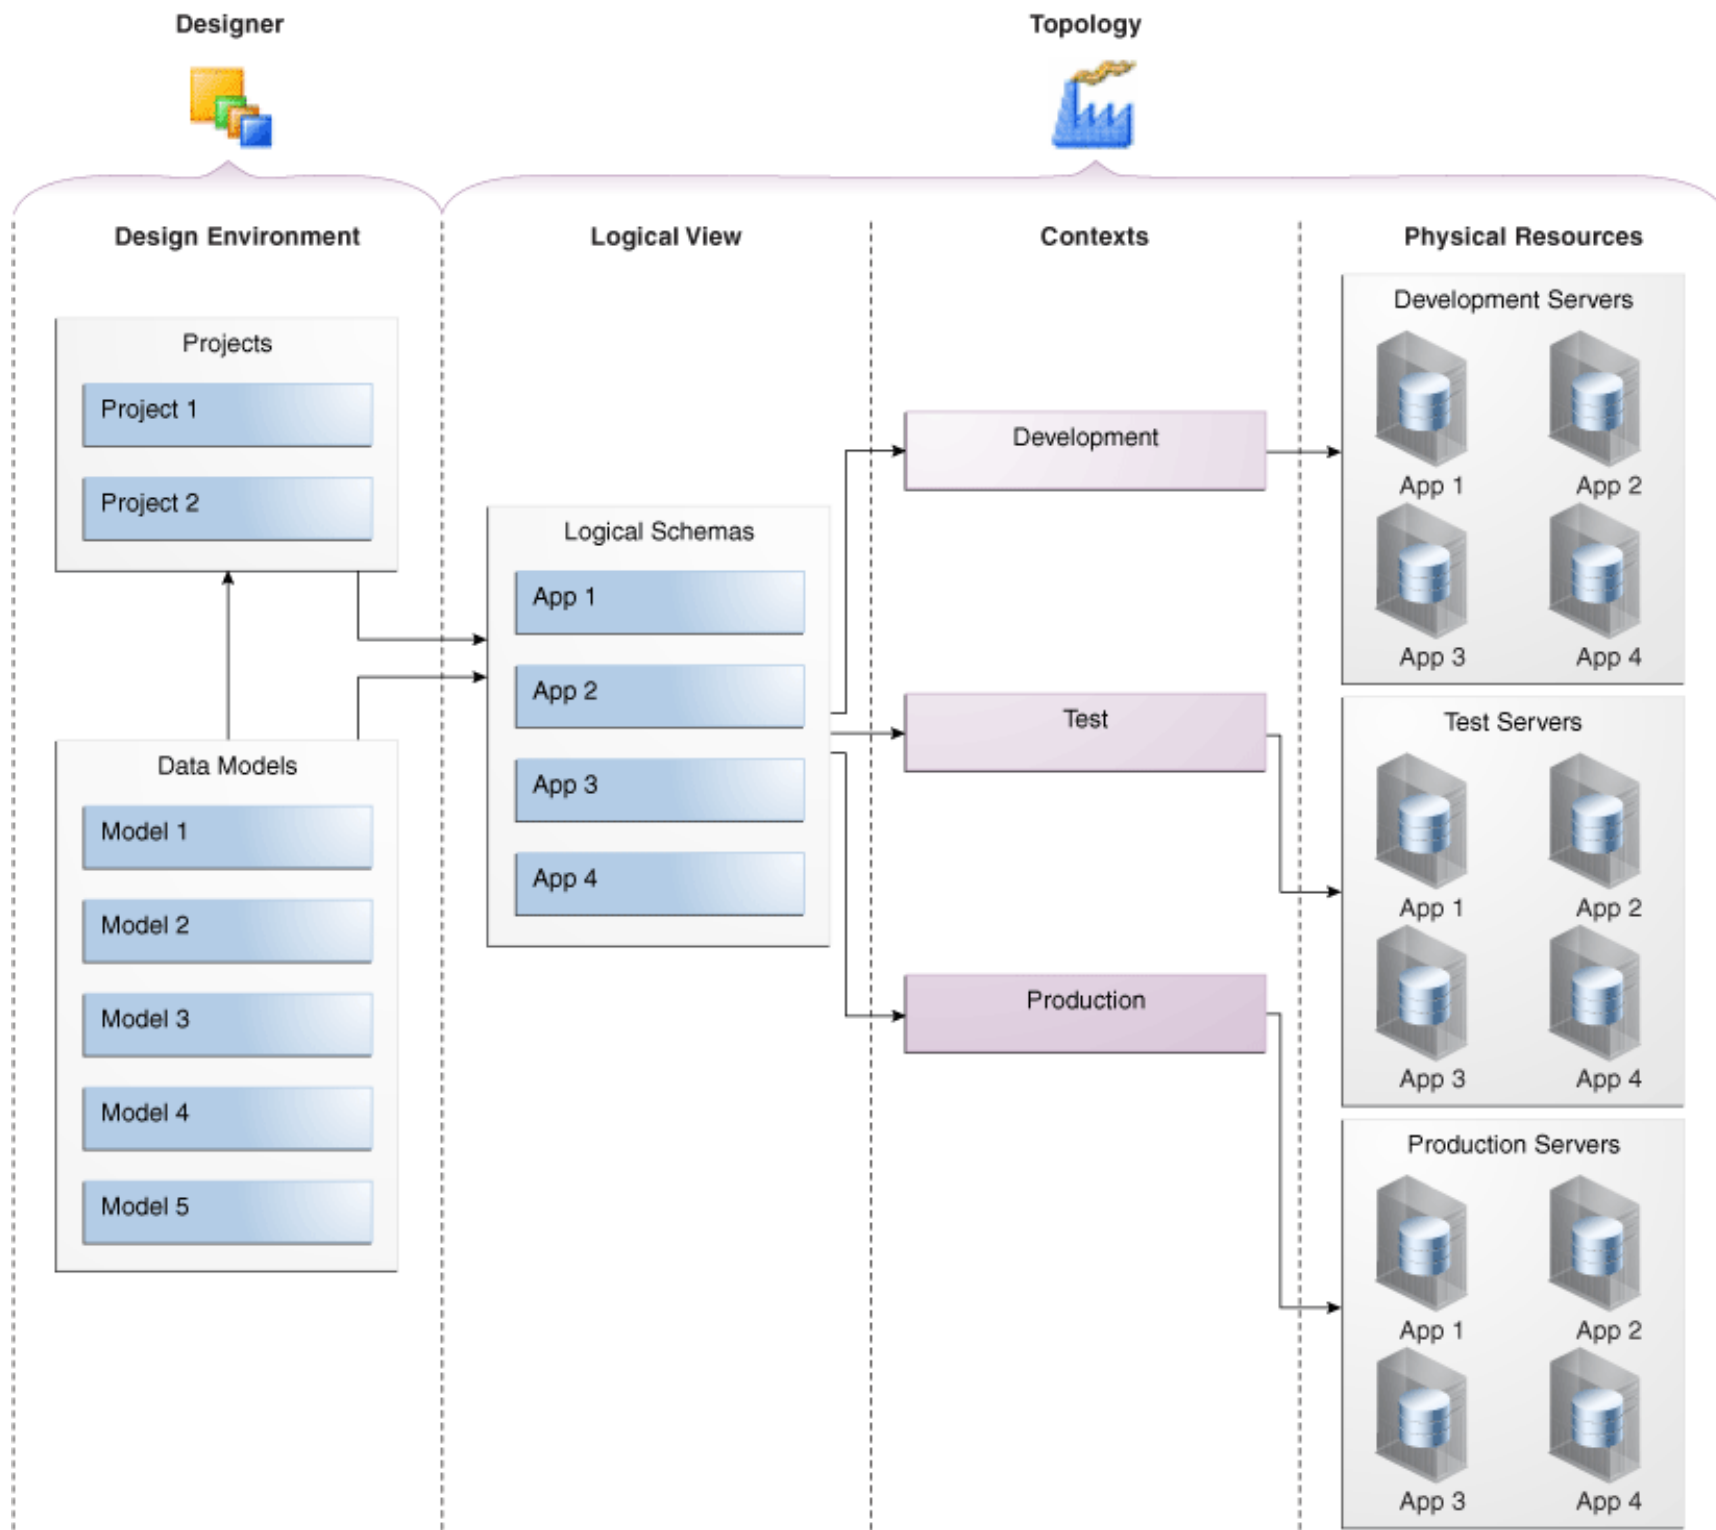 Designer
Topology
Design Environment
Logical View
Contexts
Physical Resources
Projects
Project 1
Project 2
Data Models
Model 1
Model 2
Model 3
Model 4
Model 5
Logical Schemas
App 1
App 2
App 3
App 4
Development
Test
Production
Development Servers
App 1
App 2
App 3
App 4
Test Servers
App 1
App 2
App 3
App 4
Production Servers
App 1
App 2
App 3
App 4